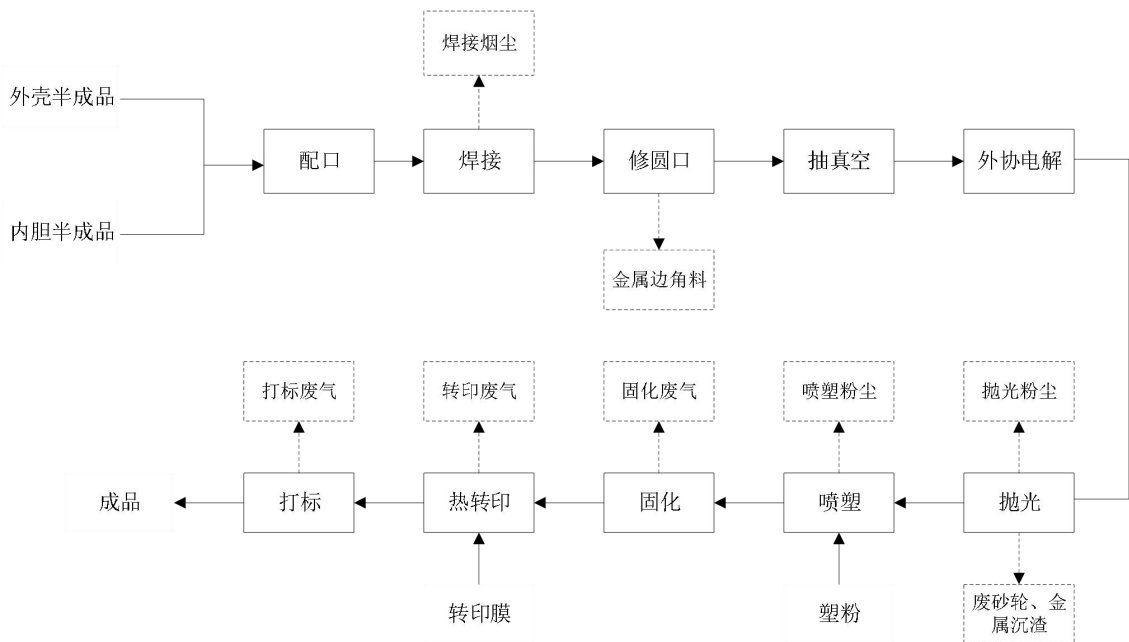 焊接烟尘
外壳半成品
配口
焊接
修圆口
抽真空
外协电解
内胆半成品
金属边角料
打标废气
转印废气
固化废气
喷塑粉尘
抛光粉尘
成品
打标
热转印
固化
喷塑
抛光
转印膜
塑粉
废砂轮、金
属沉渣